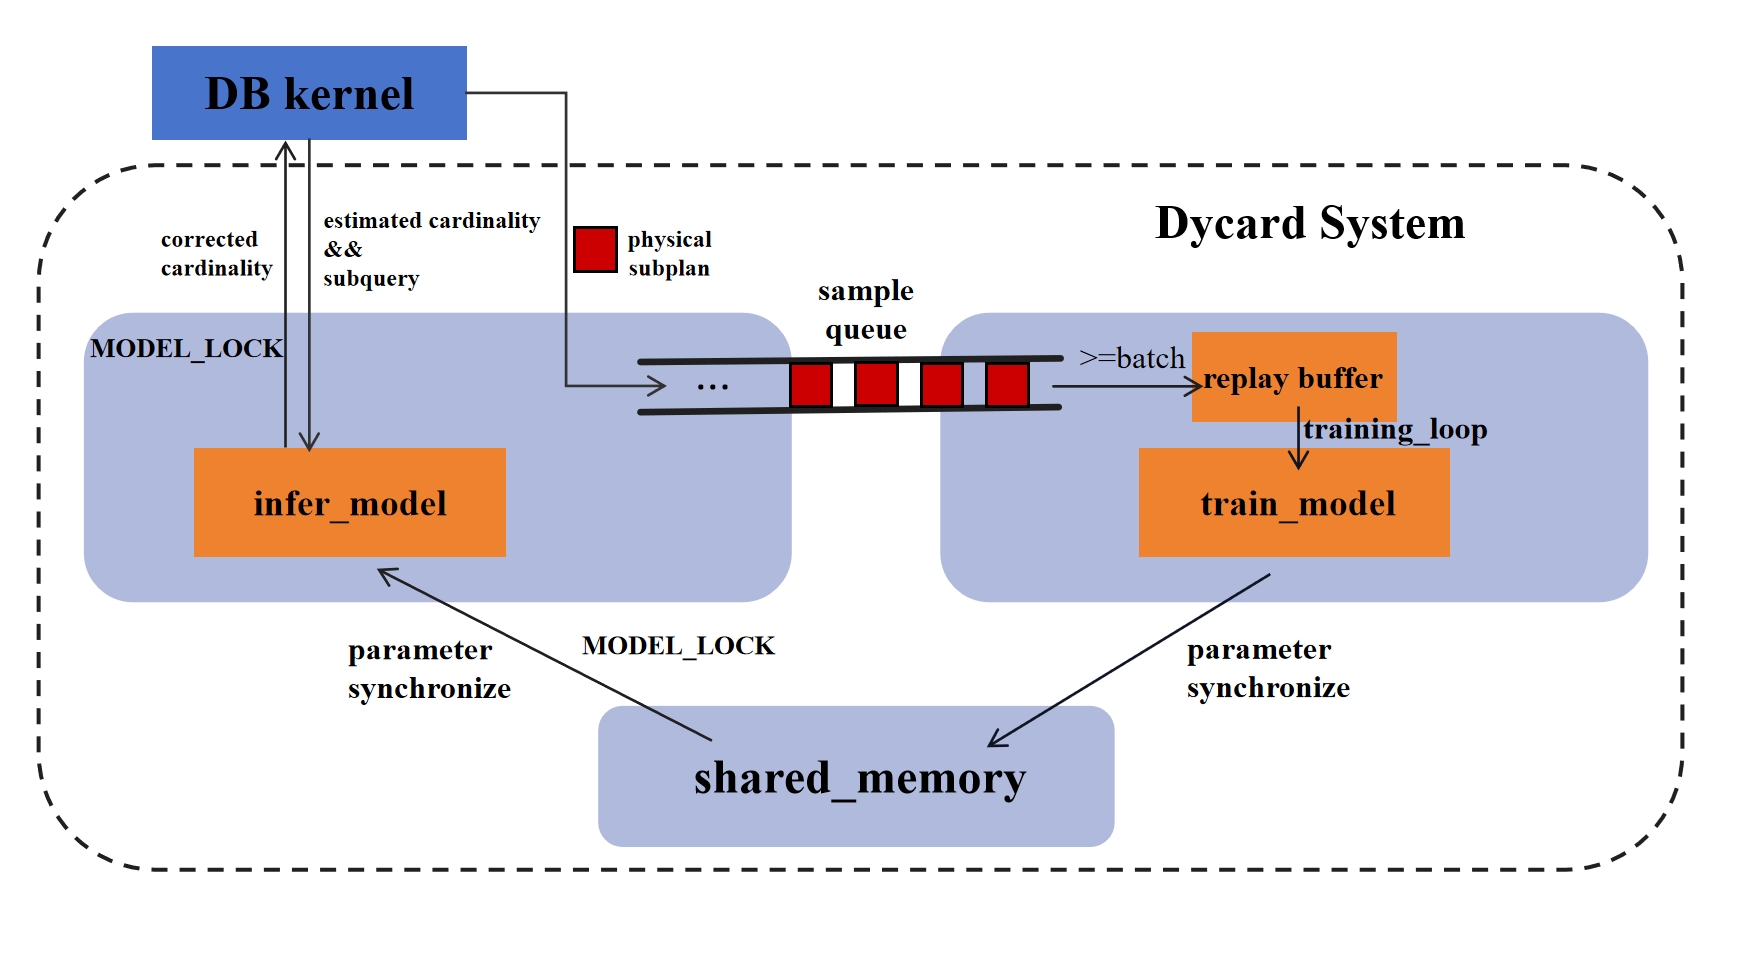 DB kernel
Dycard System
corrected
cardinality
estimated cardinality
&&
subquery
physical
subplan
sample
queue
MODEL_LOCK
...
>=batch
replay buffer
training_loop
infer_model
train_model
parameter
synchronize
MODEL_LOCK
parameter
synchronize
shared_memory